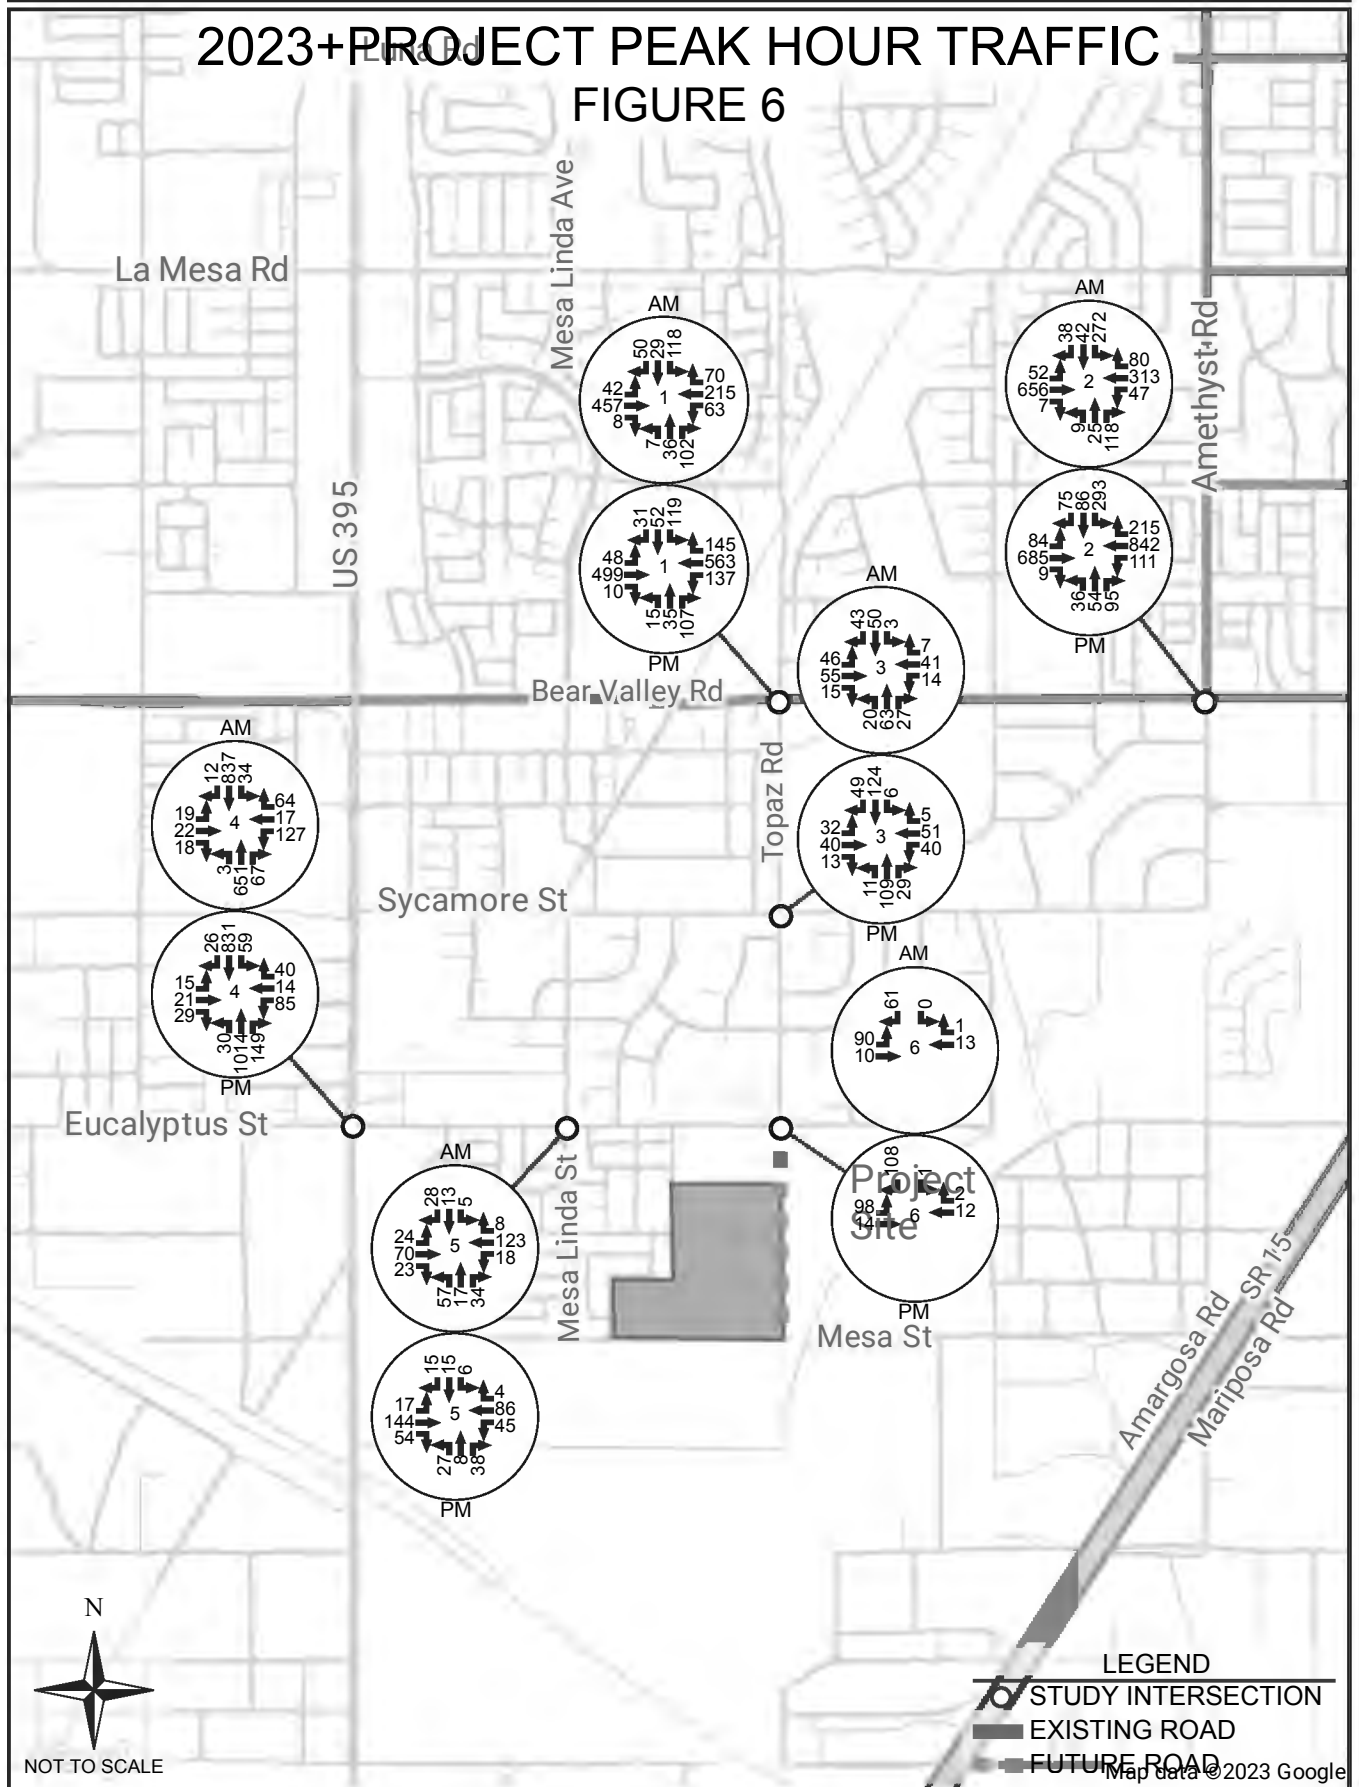 2023+PROJECT PEAK HOUR TRAFFIC
Luna Rd
FIGURE 6
Mesa Linda Ave
La Mesa Rd
US 395
Amethyst Rd
Bear Valley Rd
Topaz Rd
Sycamore St
Eucalyptus St
Mesa Linda St
Project
Site
Mesa St
Amargosa Rd
SR 15
Mariposa Rd
AM
50 29 118
42 457 8
1
70 215 63
7 36 102
31 52 119
48 499 10
1
145 563 137
15 35 107
PM
AM
38 42 272
52 656 7
2
80 313 47
9 25 118
75 86 293
84 685 9
2
215 842 111
36 54 95
PM
AM
43 50 3
46 55 15
3
7 41 14
20 63 27
49 124 6
32 40 13
3
5 51 40
11 109 29
PM
AM
12 837 34
19 22 18
4
64 17 127
3 651 67
26 831 59
15 21 29
4
40 14 85
30 1014 149
PM
AM
28 13 5
24 70 23
5
8 123 18
57 17 34
15 15 6
17 144 54
5
4 86 45
27 8 38
PM
AM
61 0
90 10
6
1 13
108
98 14
6
2 12
PM
N
NOT TO SCALE
LEGEND
STUDY INTERSECTION
EXISTING ROAD
FUTURE ROAD
Map data ©2023 Google